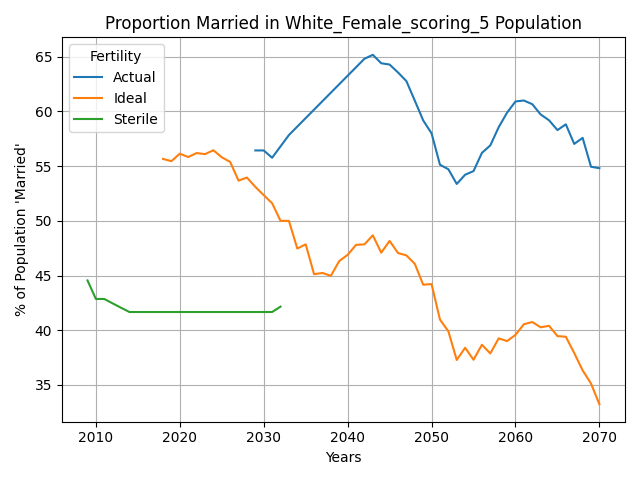 Proportion Married in White_Female_scoring_5 Population
% of Population 'Married'
65
60
55
50
45
40
35
Fertility
Actual
Ideal
Sterile
2010 2020 2030 2040 2050 2060 2070
Years